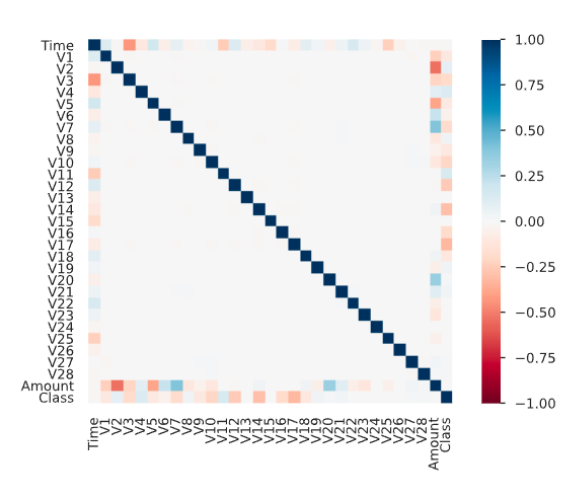 Time
V1
V2
V3
V4
V5
V6
V7
V8
V9
V10
V11
V12
V13
V14
V15
V16
V17
V18
V19
V20
V21
V22
V23
V24
V25
V26
V27
V28
Amount
Class
Time
V1
V2
V3
V4
V5
V6
V7
V8
V9
V10
V11
V12
V13
V14
V15
V16
V17
V18
V19
V20
V21
V22
V23
V24
V25
V26
V27
V28
Amount
Class
1.00
0.75
0.50
0.25
0.00
−0.25
−0.50
−0.75
−1.00